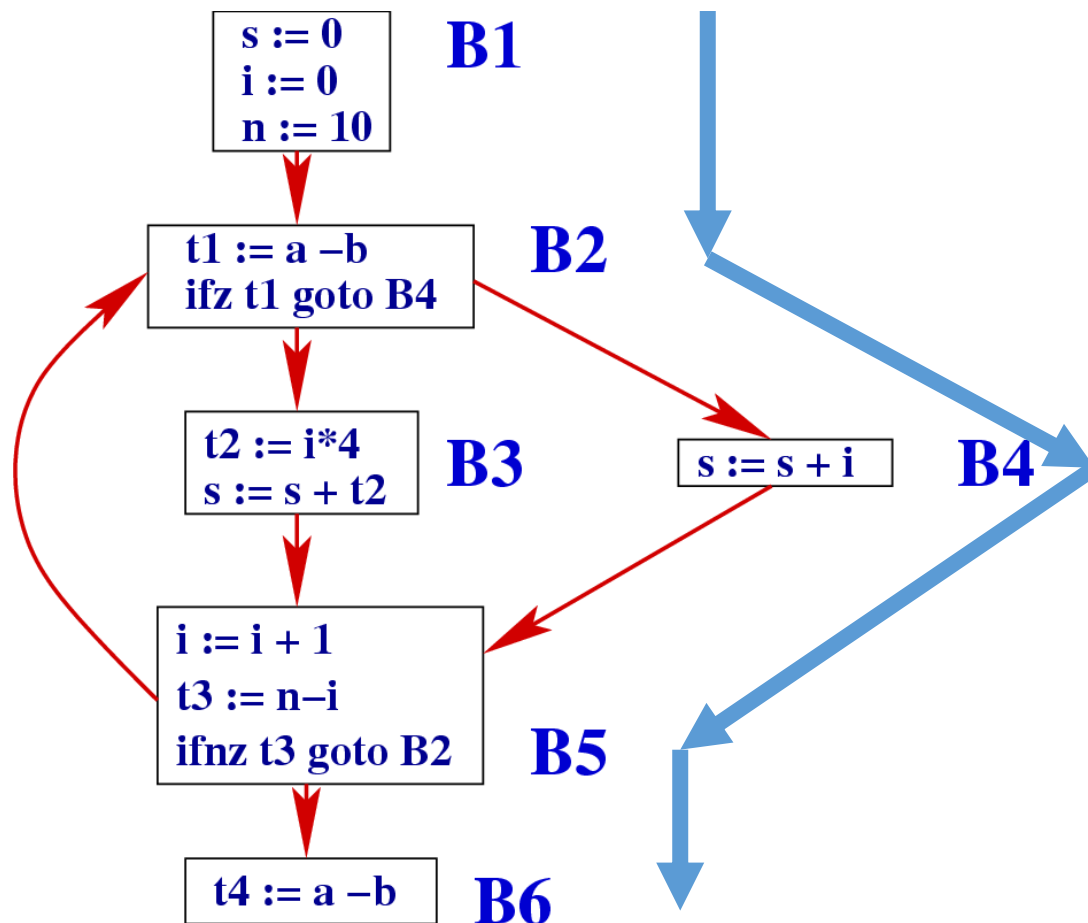 s := 0
i := 0
n := 10
B1
t1 := a −b
ifz t1 goto B4
B2
t2 := i*4
s := s + t2
B3
s := s + i
B4
i := i + 1
t3 := n−i
ifnz t3 goto B2
B5
t4 := a −b
B6